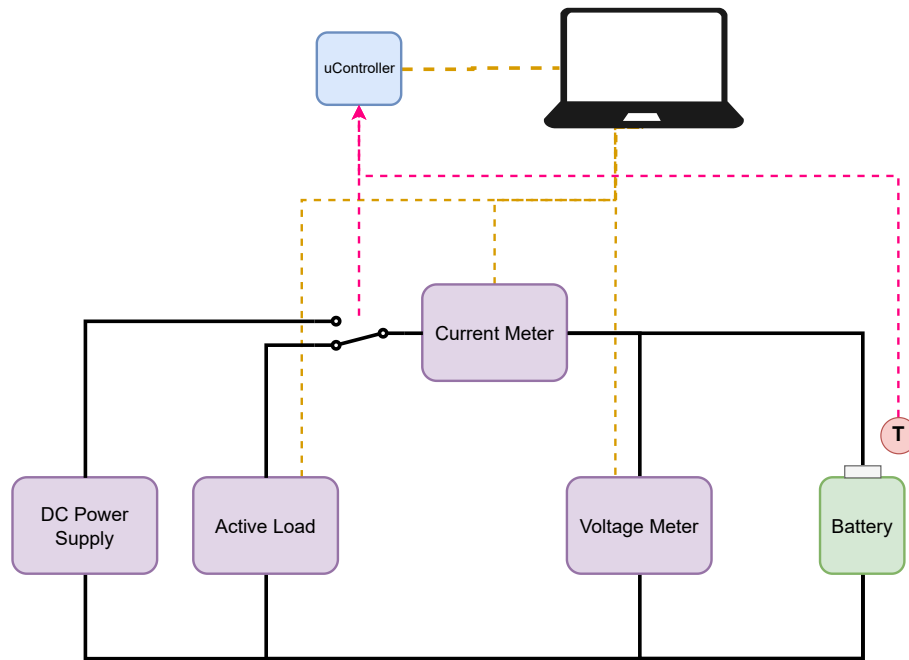 uController
Current Meter
T
DC Power
Supply
Active Load
Voltage Meter
Battery